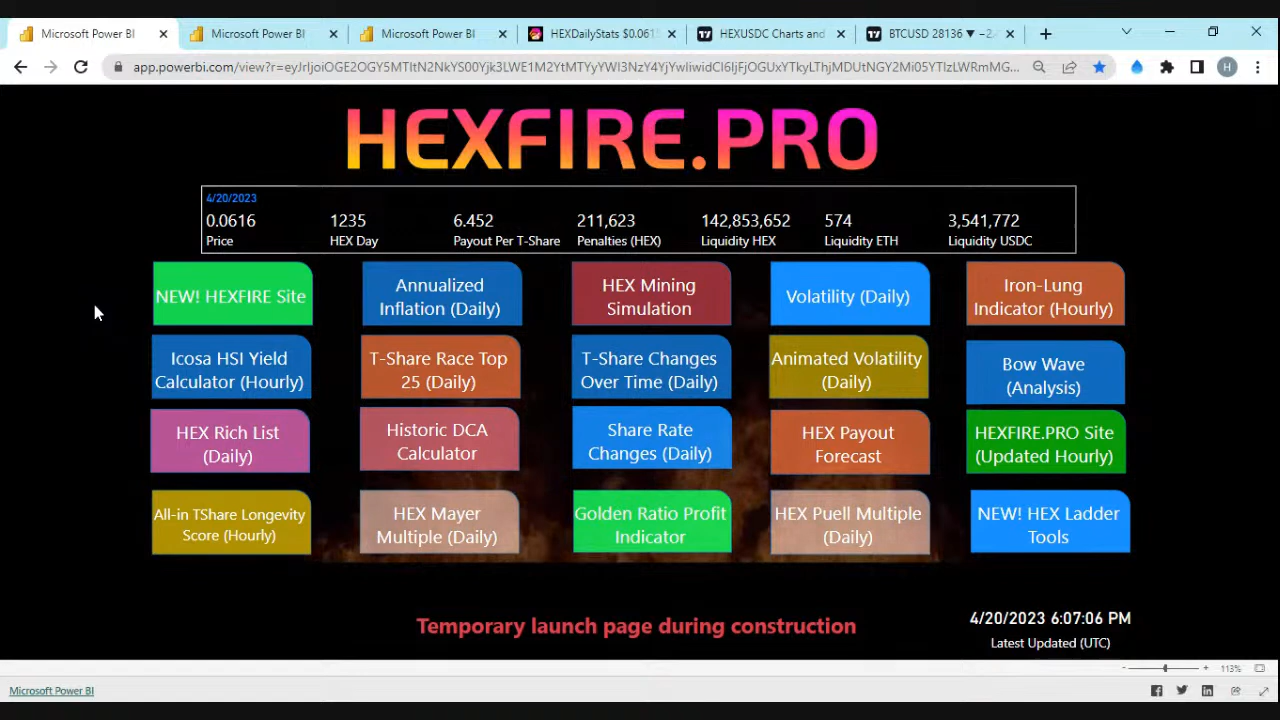 Microsoft Power BI
Microsoft Power BI
Microsoft Power BI
HEXDailyStats $0.061
HEXUSDC Charts and
BTCUSD 28136 ▼ −2.
H
HEXFIRE.PRO
4/20/2023
0.0616 1235 6.452 211,623 142,853,652 574 3,541,772
Price HEX Day Payout Per T-Share Penalties (HEX) Liquidity HEX Liquidity ETH Liquidity USDC
NEW! HEXFIRE Site
Annualized
Inflation (Daily)
HEX Mining
Simulation
Volatility (Daily)
Iron-Lung
Indicator (Hourly)
Icosa HSI Yield
Calculator (Hourly)
T-Share Race Top
25 (Daily)
T-Share Changes
Over Time (Daily)
Animated Volatility
(Daily)
Bow Wave
(Analysis)
HEX Rich List
(Daily)
Historic DCA
Calculator
Share Rate
Changes (Daily)
HEX Payout
Forecast
HEXFIRE.PRO Site
(Updated Hourly)
All-in TShare Longevity
Score (Hourly)
HEX Mayer
Multiple (Daily)
Golden Ratio Profit
Indicator
HEX Puell Multiple
(Daily)
NEW! HEX Ladder
Tools
Temporary launch page during construction
4/20/2023 6:07:06 PM
Latest Updated (UTC)
113%
Microsoft Power BI